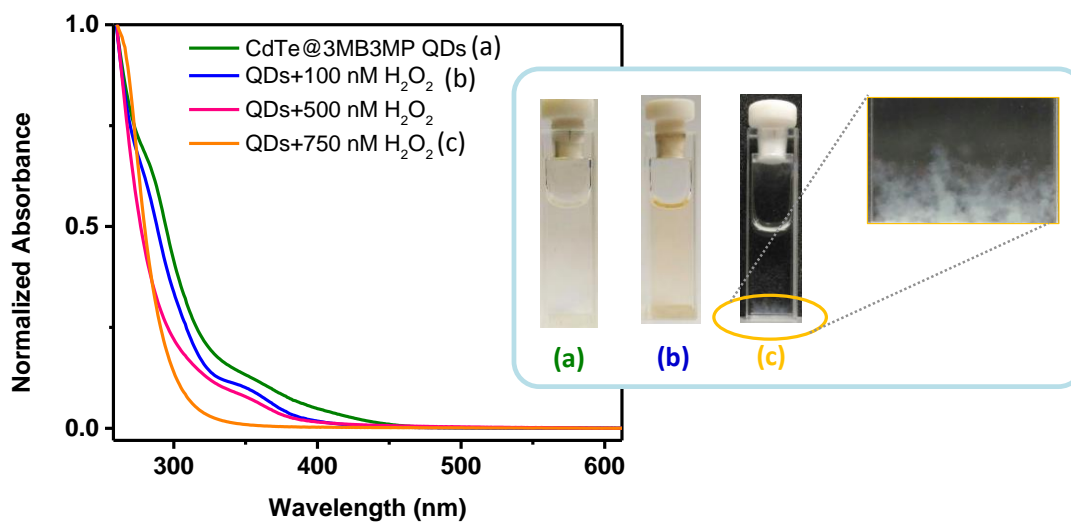 1.0
0.5
0.0
Normalized Absorbance
CdTe@3MB3MP QDs (a)
QDs+100 nM H₂O₂ (b)
QDs+500 nM H₂O₂
QDs+750 nM H₂O₂ (c)
(a) (b) (c)
300 400 500 600
Wavelength (nm)